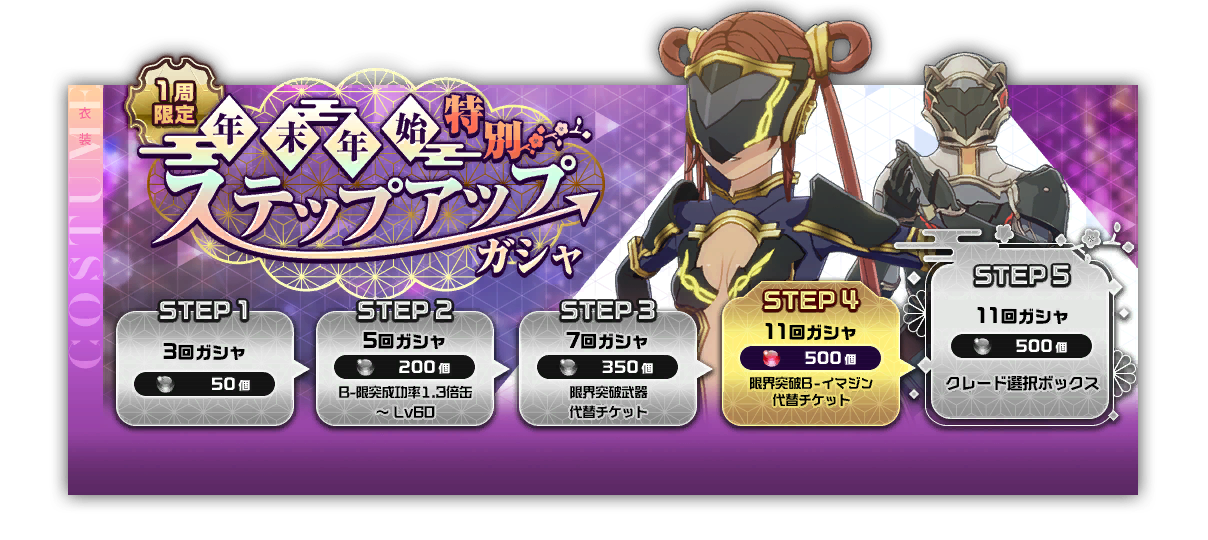 1周
限定
年末年始特別
ステップアップ
ガシャ
衣装
COSTUME
STEP 1
3回ガシャ
50個
STEP 2
5回ガシャ
200個
B-限突成功率1.3倍缶
~ Lv60
STEP 3
7回ガシャ
350個
限界突破武器
代替チケット
STEP 4
11回ガシャ
500個
限界突破B-イマジン
代替チケット
STEP 5
11回ガシャ
500個
クレード選択ボックス